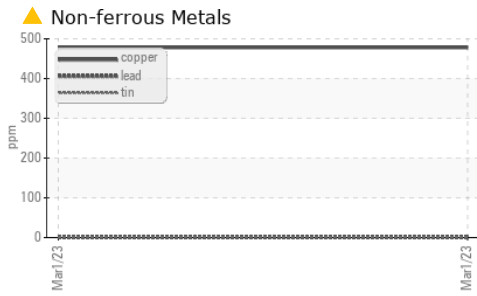 Non-ferrous Metals
500
400
300
200
100
0
ppm
copper
lead
tin
Mar1/23
Mar1/23